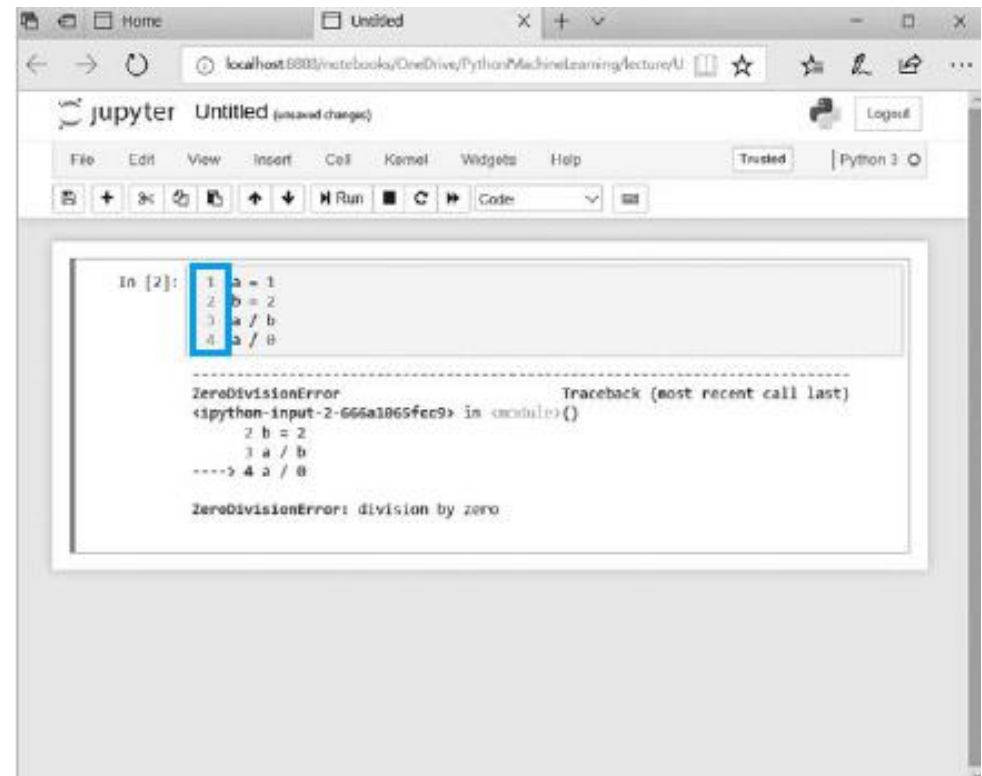 Home
Untitled
localhost:8888/notebooks/OneDrive/PythonMachineLearning/lecture/U
jupyter Untitled (unsaved changes)
Logout
File Edit View Insert Cell Kernel Widgets Help
Trusted
Python 3
Run
Code
In [2]:
1 a = 1
2 b = 2
3 a / b
4 a / 0
---------------------------------------------------------------------------
ZeroDivisionError Traceback (most recent call last)
<ipython-input-2-666a1065fec9> in <module>()
2 b = 2
3 a / b
----> 4 a / 0
ZeroDivisionError: division by zero